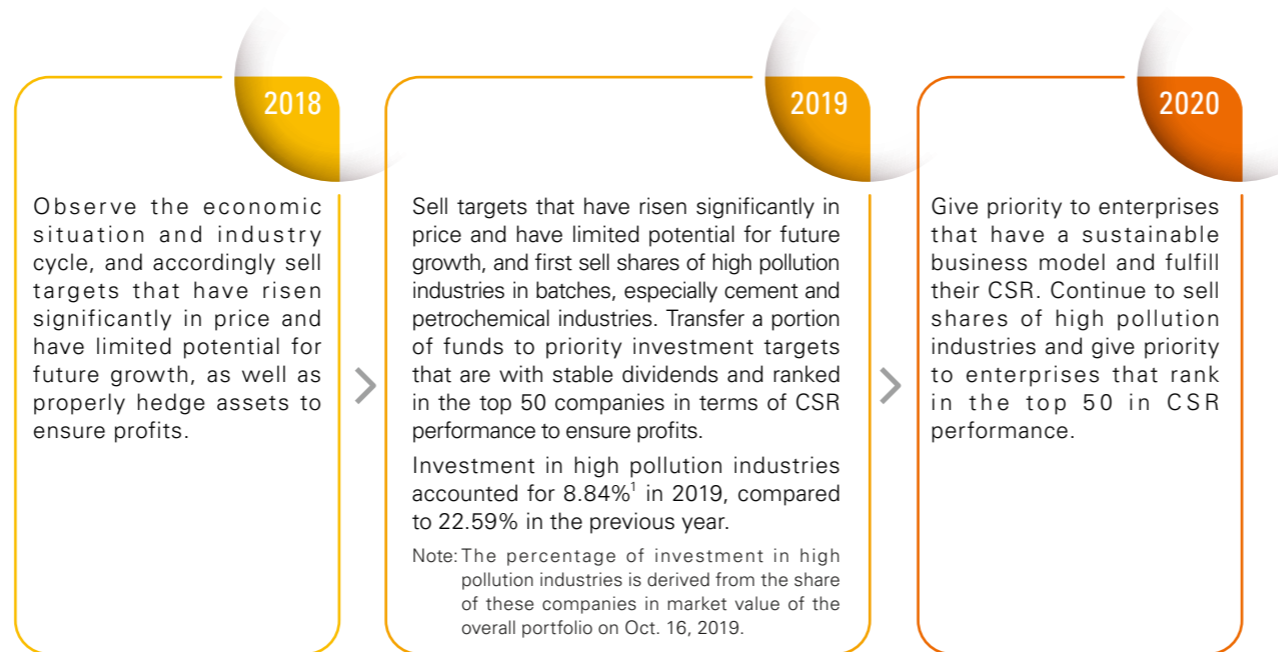 2018
Observe the economic
situation and industry
cycle, and accordingly sell
targets that have risen
significantly in price and
have limited potential for
future growth, as well as
properly hedge assets to
ensure profits.
2019
Sell targets that have risen significantly in
price and have limited potential for future
growth, and first sell shares of high pollution
industries in batches, especially cement and
petrochemical industries. Transfer a portion
of funds to priority investment targets
that are with stable dividends and ranked
in the top 50 companies in terms of CSR
performance to ensure profits.
Investment in high pollution industries
accounted for 8.84%¹ in 2019, compared
to 22.59% in the previous year.
Note: The percentage of investment in high
pollution industries is derived from the share
of these companies in market value of the
overall portfolio on Oct. 16, 2019.
2020
Give priority to enterprises
that have a sustainable
business model and fulfill
their CSR. Continue to sell
shares of high pollution
industries and give priority
to enterprises that rank
in the top 50 in CSR
performance.